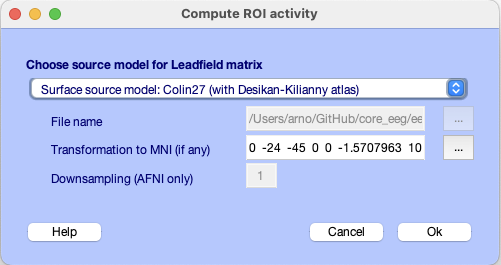 Compute ROI activity
Choose source model for Leadfield matrix
Surface source model: Colin27 (with Desikan-Kilianny atlas)
File name /Users/arno/GitHub/core_eeg/ee ...
Transformation to MNI (if any) 0 -24 -45 0 0 -1.5707963 10 ...
Downsampling (AFNI only) 1
Help Cancel Ok